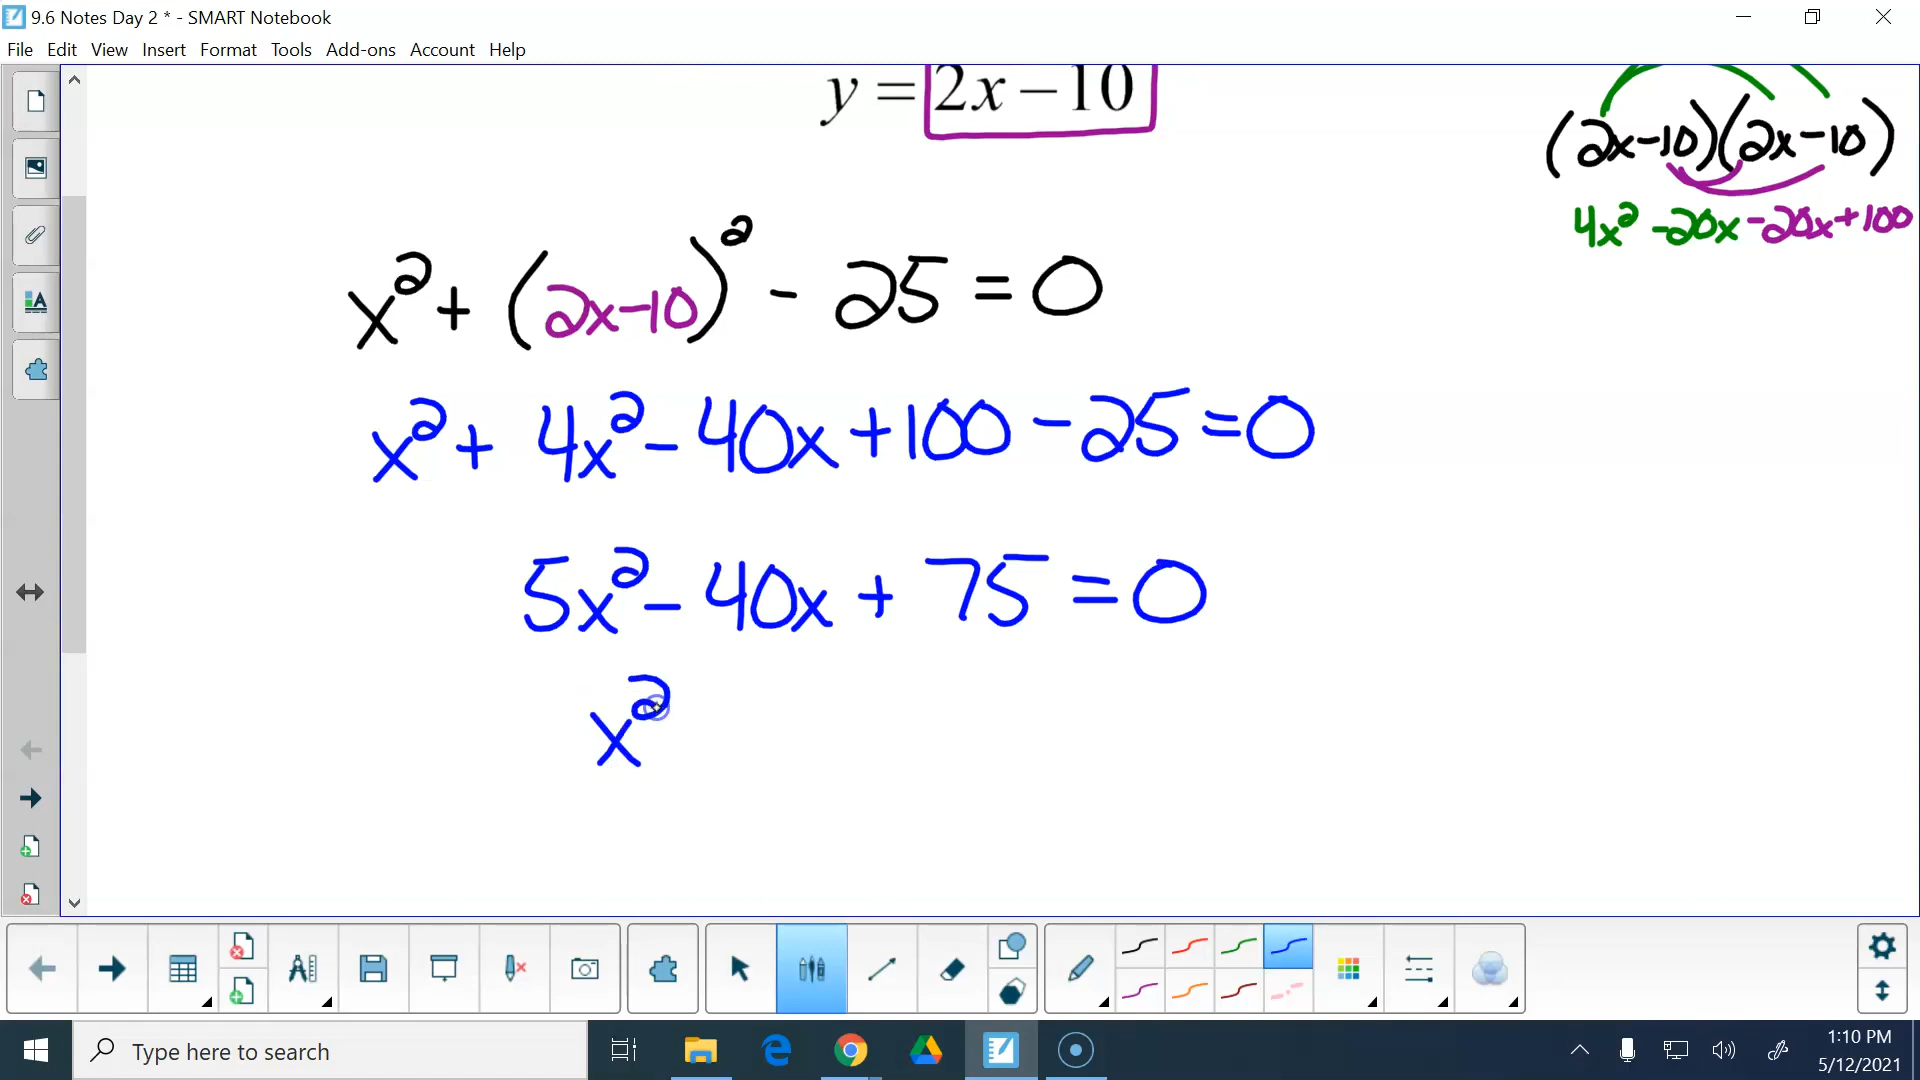 9.6 Notes Day 2 * - SMART Notebook
File Edit View Insert Format Tools Add-ons Account Help
y = 2x − 10
(2x-10)(2x-10)
4x² -20x -20x+100
x² + (2x-10)² - 25 = 0
x² + 4x² - 40x + 100 - 25 = 0
5x² - 40x + 75 = 0
x²
Type here to search
1:10 PM
5/12/2021